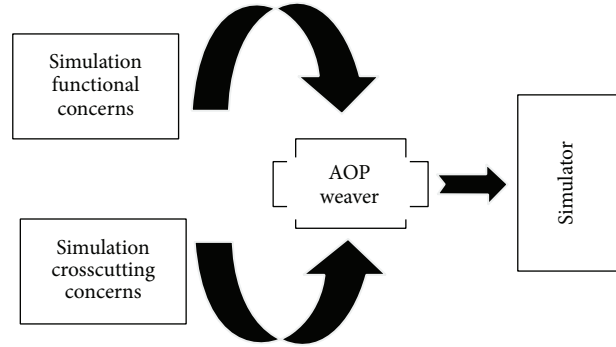 Simulation
functional
concerns
AOP
weaver
Simulator
Simulation
crosscutting
concerns